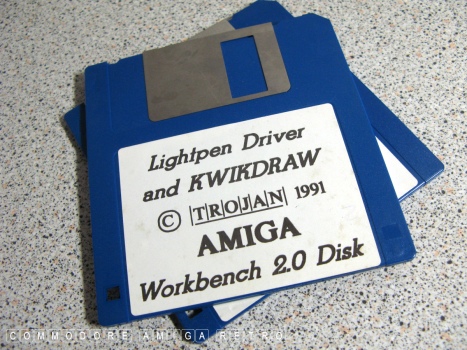 Lightpen Driver
and KWIKDRAW
© TROJAN 1991
AMIGA
Workbench 2.0 Disk
COMMODORE AMIGA RETRO